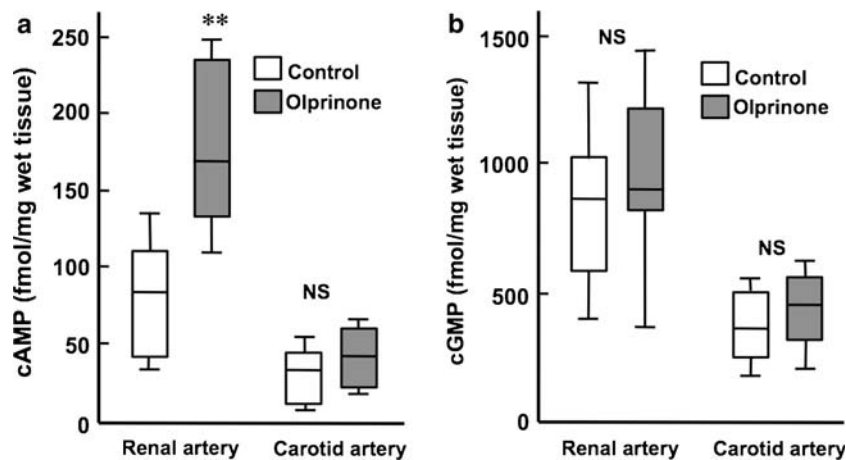 a
cAMP (fmol/mg wet tissue)
250
200
150
100
50
0
**
Control
Olprinone
NS
Renal artery
Carotid artery
b
cGMP (fmol/mg wet tissue)
1500
1000
500
0
NS
Control
Olprinone
NS
Renal artery
Carotid artery